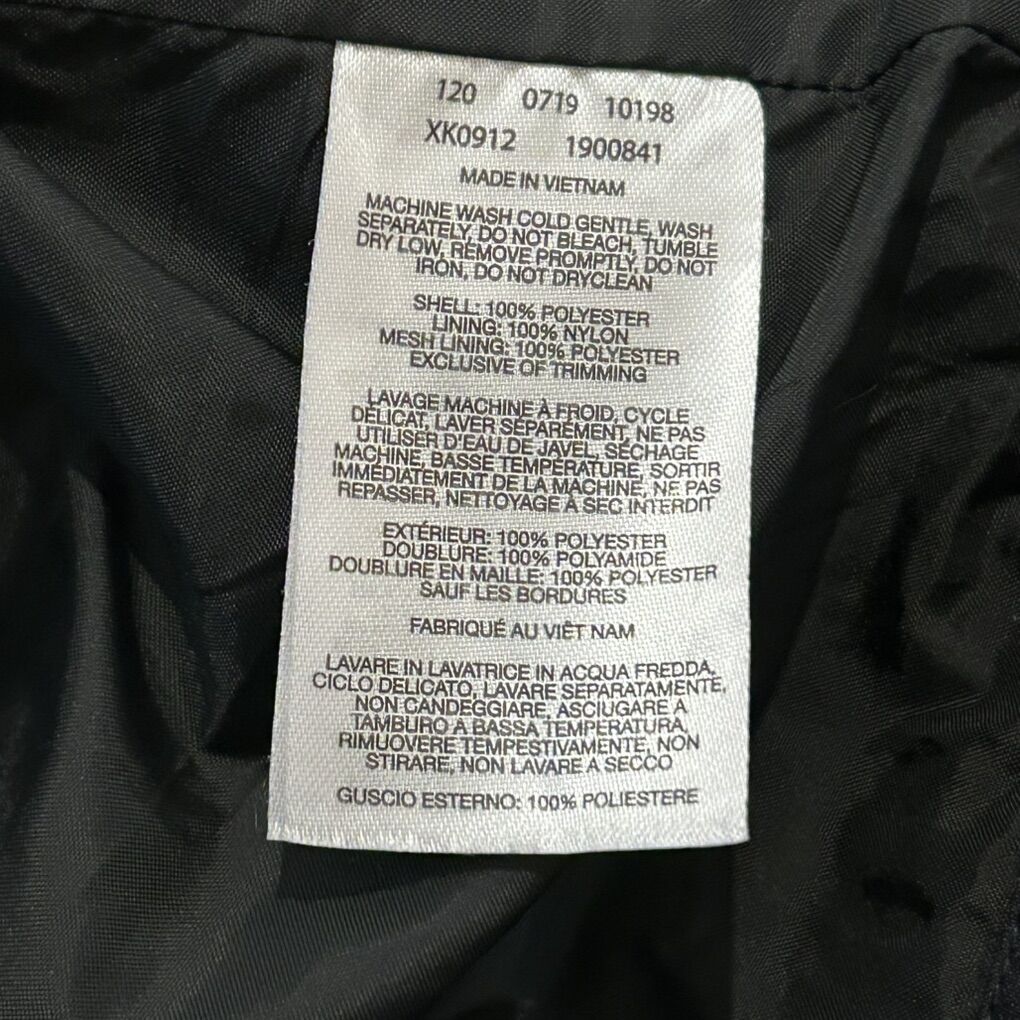 120 0719 10198
XK0912 1900841
MADE IN VIETNAM
MACHINE WASH COLD GENTLE, WASH
SEPARATELY, DO NOT BLEACH, TUMBLE
DRY LOW, REMOVE PROMPTLY, DO NOT
IRON, DO NOT DRYCLEAN
SHELL: 100% POLYESTER
LINING: 100% NYLON
MESH LINING: 100% POLYESTER
EXCLUSIVE OF TRIMMING
LAVAGE MACHINE À FROID, CYCLE
DÉLICAT, LAVER SÉPARÉMENT, NE PAS
UTILISER D'EAU DE JAVEL, SÉCHAGE
MACHINE, BASSE TEMPÉRATURE, SORTIR
IMMÉDIATEMENT DE LA MACHINE, NE PAS
REPASSER, NETTOYAGE À SEC INTERDIT
EXTÉRIEUR: 100% POLYESTER
DOUBLURE: 100% POLYAMIDE
DOUBLURE EN MAILLE: 100% POLYESTER
SAUF LES BORDURES
FABRIQUÉ AU VIÊT NAM
LAVARE IN LAVATRICE IN ACQUA FREDDA,
CICLO DELICATO, LAVARE SEPARATAMENTE,
NON CANDEGGIARE, ASCIUGARE A
TAMBURO A BASSA TEMPERATURA,
RIMUOVERE TEMPESTIVAMENTE, NON
STIRARE, NON LAVARE A SECCO
GUSCIO ESTERNO: 100% POLIESTERE